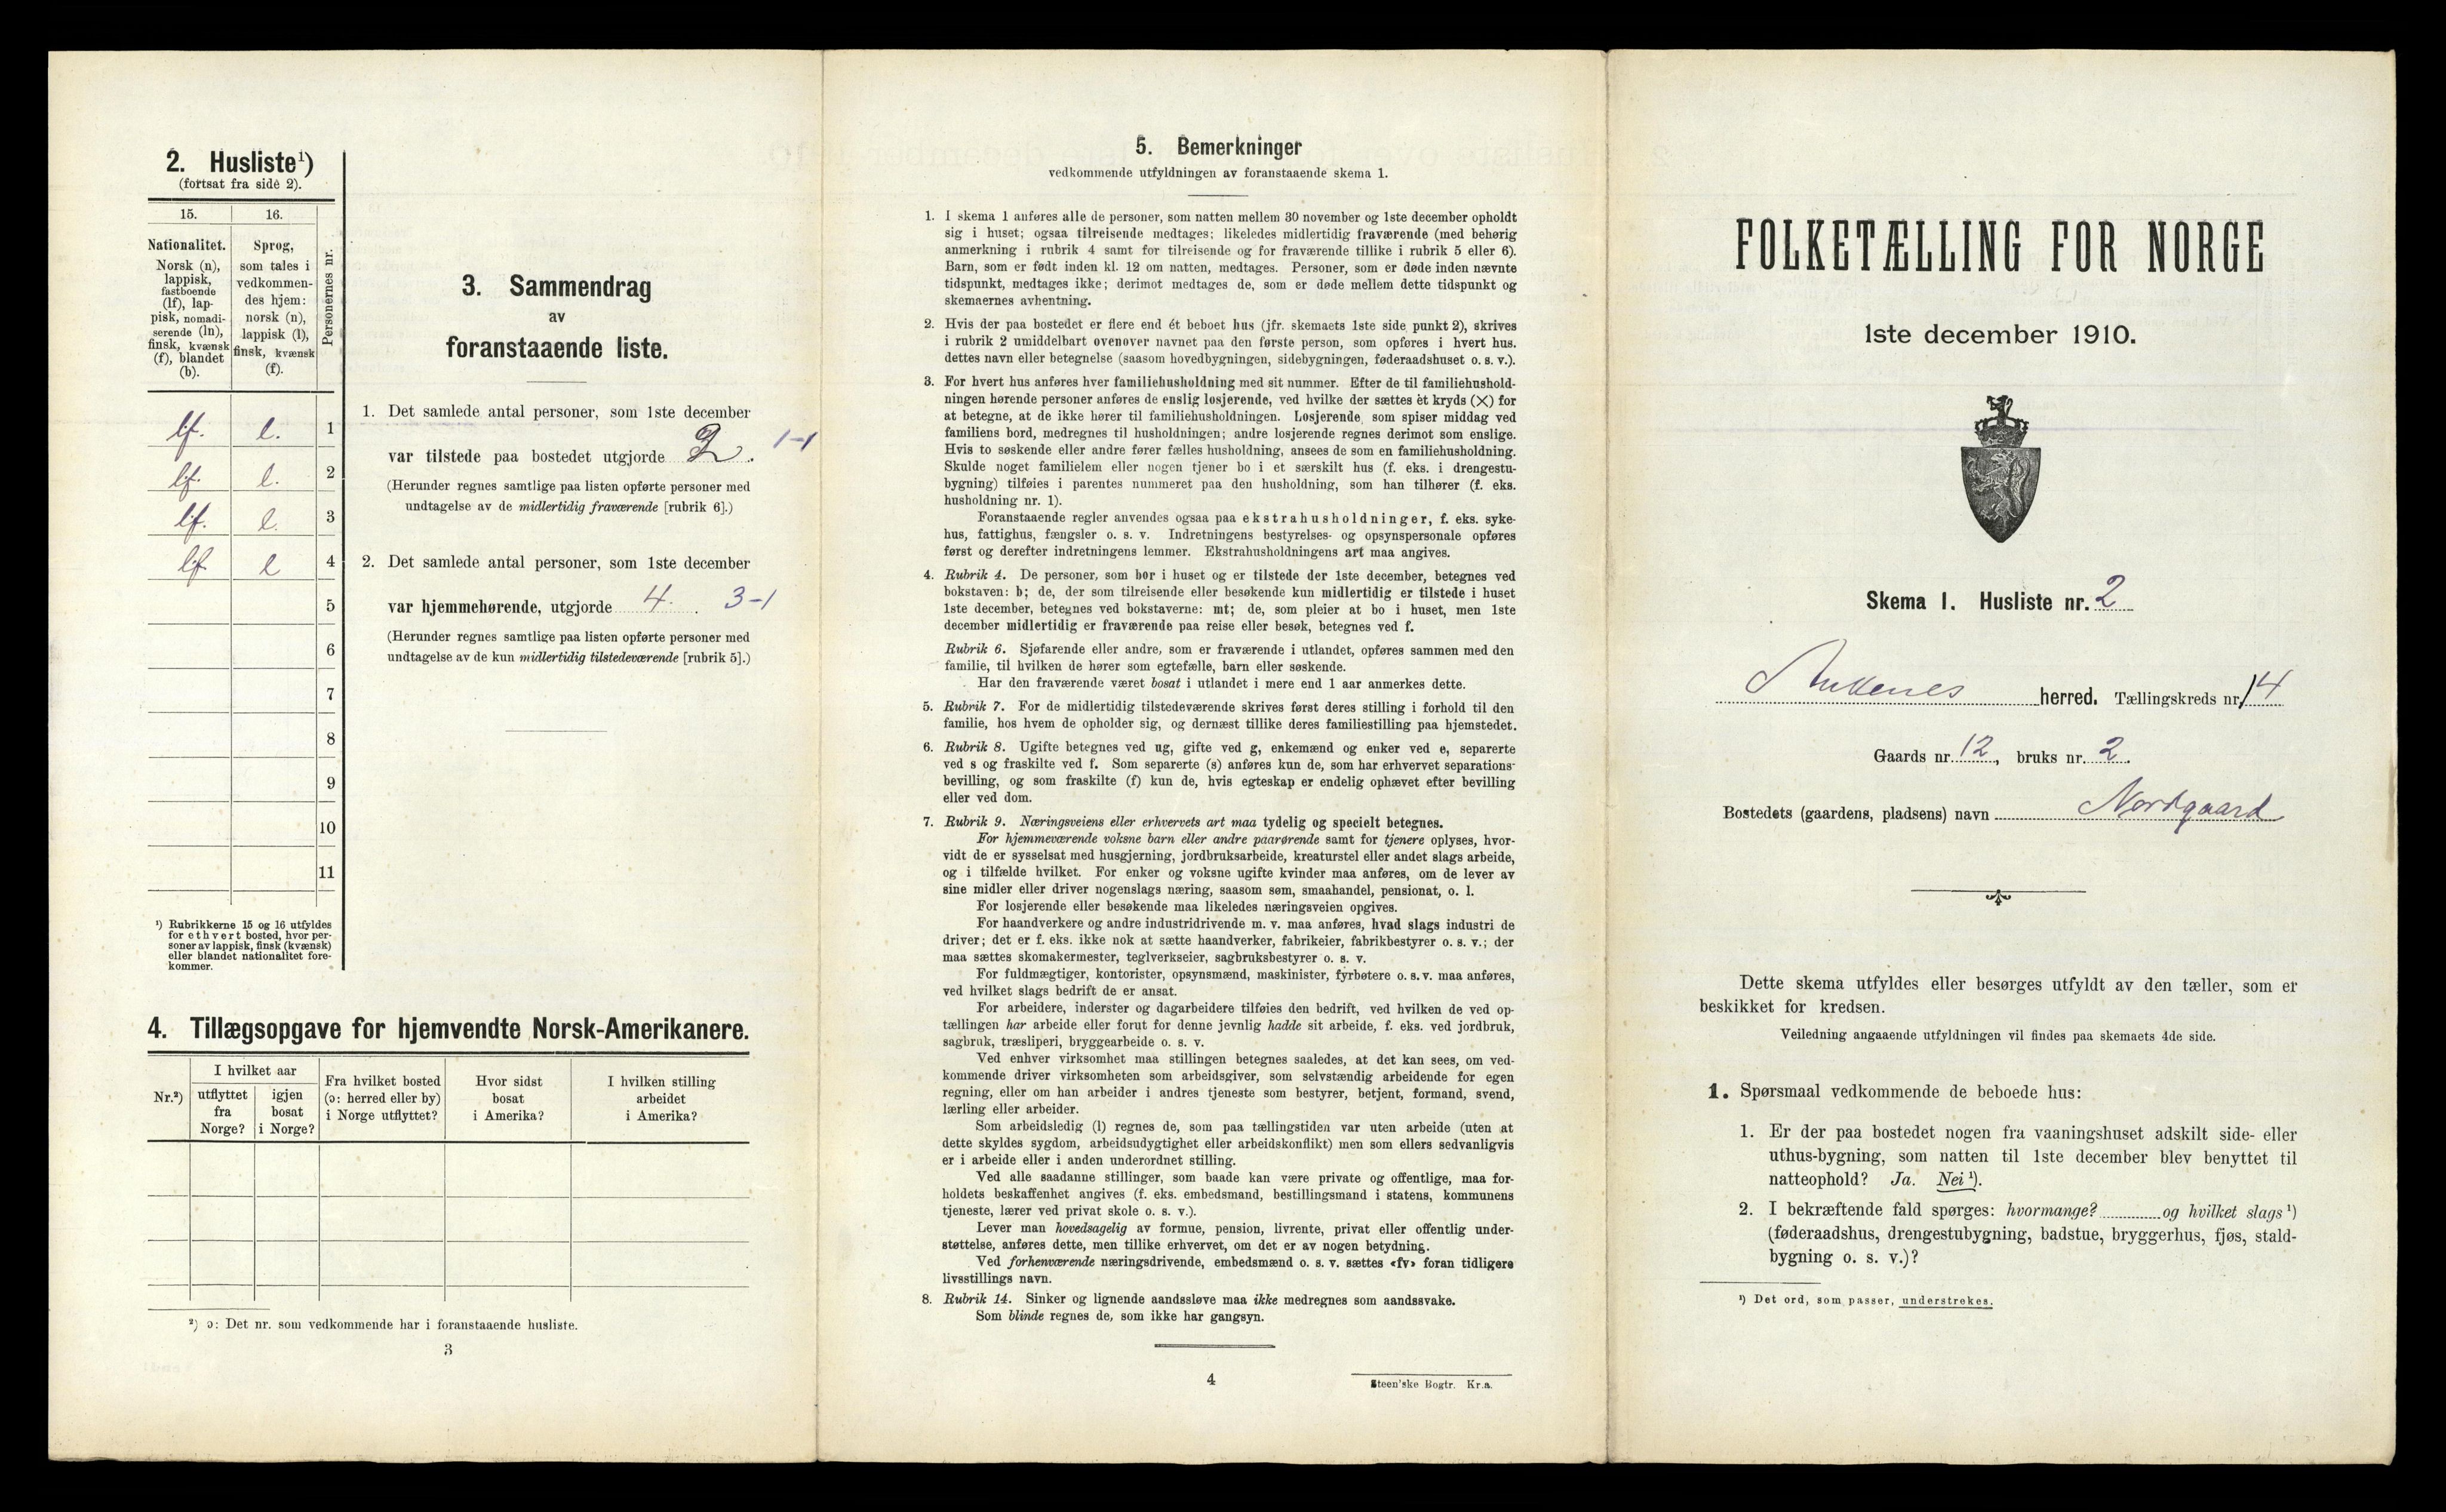 2. Husliste¹)
(fortsat fra side 2).
15.
16.
Personernes nr.
Nationalitet.
Norsk (n),
lappisk,
fastboende
(lf), lap-
pisk, nomadi-
serende (ln),
finsk, kvænsk
(f), blandet
(b).
Sprog,
som tales i
vedkommen-
des hjem:
norsk (n),
lappisk (l),
finsk, kvænsk
(f).
lf. l. 1
lf. l. 2
lf. l. 3
lf l 4
5
6
7
8
9
10
11
¹) Rubrikkerne 15 og 16 utfyldes
for ethvert bosted, hvor per-
soner av lappisk, finsk (kvænsk)
eller blandet nationalitet fore-
kommer.
3. Sammendrag
av
foranstaaende liste.
1. Det samlede antal personer, som 1ste december
var tilstede paa bostedet utgjorde 2. 1-1
(Herunder regnes samtlige paa listen opførte personer med
undtagelse av de midlertidig fraværende [rubrik 6].)
2. Det samlede antal personer, som 1ste december
var hjemmehørende, utgjorde 4. 3-1
(Herunder regnes samtlige paa listen opførte personer med
undtagelse av de kun midlertidig tilstedeværende [rubrik 5].)
4. Tillægsopgave for hjemvendte Norsk-Amerikanere.
Nr.²)
I hvilket aar
utflyttet
fra
Norge?
igjen
bosat
i Norge?
Fra hvilket bosted
(ɔ: herred eller by)
i Norge utflyttet?
Hvor sidst
bosat
i Amerika?
I hvilken stilling
arbeidet
i Amerika?
²) ɔ: Det nr. som vedkommende har i foranstaaende husliste.
3
5. Bemerkninger
vedkommende utfyldningen av foranstaaende skema 1.
1. I skema 1 anføres alle de personer, som natten mellem 30 november og 1ste december opholdt
sig i huset; ogsaa tilreisende medtages; likeledes midlertidig fraværende (med behørig
anmerkning i rubrik 4 samt for tilreisende og for fraværende tillike i rubrik 5 eller 6).
Barn, som er født inden kl. 12 om natten, medtages. Personer, som er døde inden nævnte
tidspunkt, medtages ikke; derimot medtages de, som er døde mellem dette tidspunkt og
skemaernes avhentning.
2. Hvis der paa bostedet er flere end ét beboet hus (jfr. skemaets 1ste side punkt 2), skrives
i rubrik 2 umiddelbart ovenover navnet paa den første person, som opføres i hvert hus.
dettes navn eller betegnelse (saasom hovedbygningen, sidebygningen, føderaadshuset o. s. v.).
3. For hvert hus anføres hver familiehusholdning med sit nummer. Efter de til familiehushold-
ningen hørende personer anføres de enslig losjerende, ved hvilke der sættes ét kryds (×) for
at betegne, at de ikke hører til familiehusholdningen. Losjerende som spiser middag ved
familiens bord, medregnes til husholdningen; andre losjerende regnes derimot som enslige.
Hvis to søskende eller andre fører fælles husholdning, ansees de som en familiehusholdning.
Skulde noget familielem eller nogen tjener bo i et særskilt hus (f. eks. i drengestu-
bygning) tilføies i parentes nummeret paa den husholdning, som han tilhører (f. eks.
husholdning nr. 1).
Foranstaaende regler anvendes ogsaa paa ekstrahusholdninger, f. eks. syke-
hus, fattighus, fængsler o. s. v. Indretningens bestyrelses- og opsynspersonale opføres
først og derefter indretningens lemmer. Ekstrahusholdningens art maa angives.
4. Rubrik 4. De personer, som bor i huset og er tilstede der 1ste december, betegnes ved
bokstaven: b; de, der som tilreisende eller besøkende kun midlertidig er tilstede i huset
1ste december, betegnes ved bokstaverne: mt; de, som pleier at bo i huset, men 1ste
december midlertidig er fraværende paa reise eller besøk, betegnes ved f.
Rubrik 6. Sjøfarende eller andre, som er fraværende i utlandet, opføres sammen med den
familie, til hvilken de hører som egtefælle, barn eller søskende.
Har den fraværende været bosat i utlandet i mere end 1 aar anmerkes dette.
5. Rubrik 7. For de midlertidig tilstedeværende skrives først deres stilling i forhold til den
familie, hos hvem de opholder sig, og dernæst tillike deres familiestilling paa hjemstedet.
6. Rubrik 8. Ugifte betegnes ved ug, gifte ved g, enkemænd og enker ved e, separerte
ved s og fraskilte ved f. Som separerte (s) anføres kun de, som har erhvervet separations-
bevilling, og som fraskilte (f) kun de, hvis egteskap er endelig ophævet efter bevilling
eller ved dom.
7. Rubrik 9. Næringsveiens eller erhvervets art maa tydelig og specielt betegnes.
For hjemmeværende voksne barn eller andre paarørende samt for tjenere oplyses, hvor-
vidt de er sysselsat med husgjerning, jordbruksarbeide, kreaturstel eller andet slags arbeide,
og i tilfælde hvilket. For enker og voksne ugifte kvinder maa anføres, om de lever av
sine midler eller driver nogenslags næring, saasom søm, smaahandel, pensionat, o. l.
For losjerende eller besøkende maa likeledes næringsveien opgives.
For haandverkere og andre industridrivende m. v. maa anføres, hvad slags industri de
driver; det er f. eks. ikke nok at sætte haandverker, fabrikeier, fabrikbestyrer o. s. v.; der
maa sættes skomakermester, teglverkseier, sagbruksbestyrer o. s. v.
For fuldmægtiger, kontorister, opsynsmænd, maskinister, fyrbøtere o. s. v. maa anføres,
ved hvilket slags bedrift de er ansat.
For arbeidere, inderster og dagarbeidere tilføies den bedrift, ved hvilken de ved op-
tællingen har arbeide eller forut for denne jevnlig hadde sit arbeide, f. eks. ved jordbruk,
sagbruk, træsliperi, bryggearbeide o. s. v.
Ved enhver virksomhet maa stillingen betegnes saaledes, at det kan sees, om ved-
kommende driver virksomheten som arbeidsgiver, som selvstændig arbeidende for egen
regning, eller om han arbeider i andres tjeneste som bestyrer, betjent, formand, svend,
lærling eller arbeider.
Som arbeidsledig (l) regnes de, som paa tællingstiden var uten arbeide (uten at
dette skyldes sygdom, arbeidsudygtighet eller arbeidskonflikt) men som ellers sedvanligvis
er i arbeide eller i anden underordnet stilling.
Ved alle saadanne stillinger, som baade kan være private og offentlige, maa for-
holdets beskaffenhet angives (f. eks. embedsmand, bestillingsmand i statens, kommunens
tjeneste, lærer ved privat skole o. s. v.).
Lever man hovedsagelig av formue, pension, livrente, privat eller offentlig under-
støttelse, anføres dette, men tillike erhvervet, om det er av nogen betydning.
Ved forhenværende næringsdrivende, embedsmænd o. s. v. sættes «fv» foran tidligere
livsstillings navn.
8. Rubrik 14. Sinker og lignende aandssløve maa ikke medregnes som aandssvake.
Som blinde regnes de, som ikke har gangsyn.
4
Steen'ske Bogtr. Kr.a.
FOLKETÆLLING FOR NORGE
1ste december 1910.
Skema 1. Husliste nr. 2
Ankenes herred. Tællingskreds nr. 14
Gaards nr. 12, bruks nr. 2.
Bostedets (gaardens, pladsens) navn Nordgaard
Dette skema utfyldes eller besørges utfyldt av den tæller, som er
beskikket for kredsen.
Veiledning angaaende utfyldningen vil findes paa skemaets 4de side.
1. Spørsmaal vedkommende de beboede hus:
1. Er der paa bostedet nogen fra vaaningshuset adskilt side- eller
uthus-bygning, som natten til 1ste december blev benyttet til
natteophold? Ja. Nei ¹).
2. I bekræftende fald spørges: hvormange? og hvilket slags ¹)
(føderaadshus, drengestubygning, badstue, bryggerhus, fjøs, stald-
bygning o. s. v.)?
¹) Det ord, som passer, understrekes.